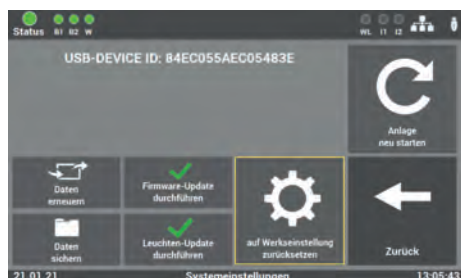 Status B1 B2 W WL I1 I2
USB-DEVICE ID: 84EC055AEC05483E
Anlage
neu starten
Daten
erneuern
Firmware-Update
durchführen
Daten
sichern
Leuchten-Update
durchführen
auf Werkseinstellung
zurücksetzen
Zurück
21.01.21 Systemeinstellungen 13:05:43